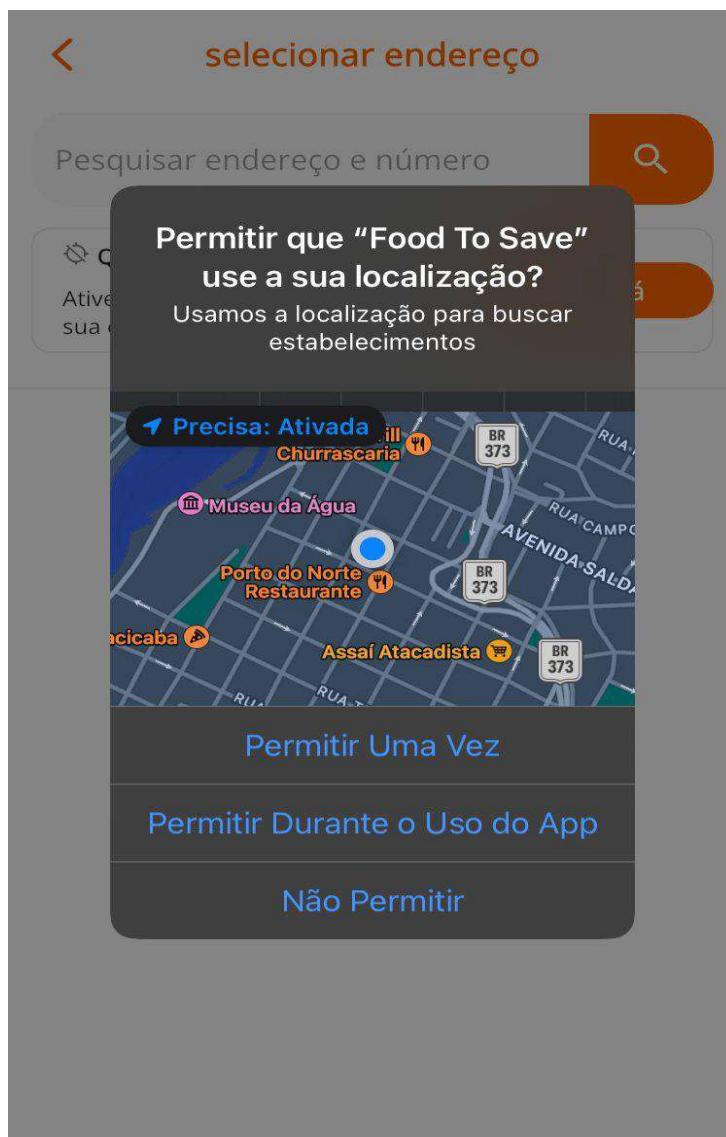 selecionar endereço
Pesquisar endereço e número
Permitir que “Food To Save”
use a sua localização?
Usamos a localização para buscar
estabelecimentos
Precisa: Ativada
Churrascaria
BR
373
Museu da Água
RUA CAMPO
AVENIDA SALDA
Porto do Norte
Restaurante
BR
373
Assaí Atacadista
BR
373
RUA
RUA
Permitir Uma Vez
Permitir Durante o Uso do App
Não Permitir